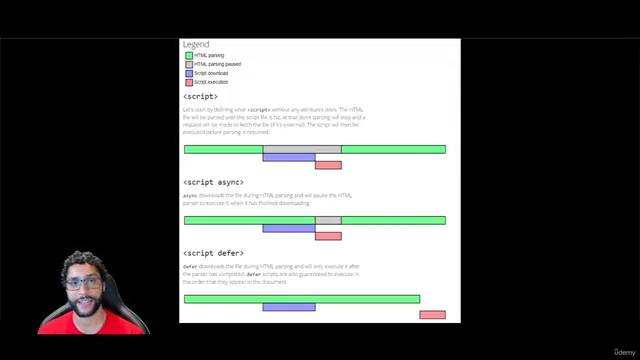 Legend
HTML parsing
HTML parsing paused
Script download
Script execution
<script>
Let's start by defining what <script> without any attributes does. The HTML
file will be parsed until the script file is hit, at that point parsing will stop and a
request will be made to fetch the file (if it's external). The script will then be
executed before parsing is resumed.
<script async>
async downloads the file during HTML parsing and will pause the HTML
parser to execute it when it has finished downloading.
<script defer>
defer downloads the file during HTML parsing and will only execute it after
the parser has completed. defer scripts are also guaranteed to execute in
the order that they appear in the document.
udemy